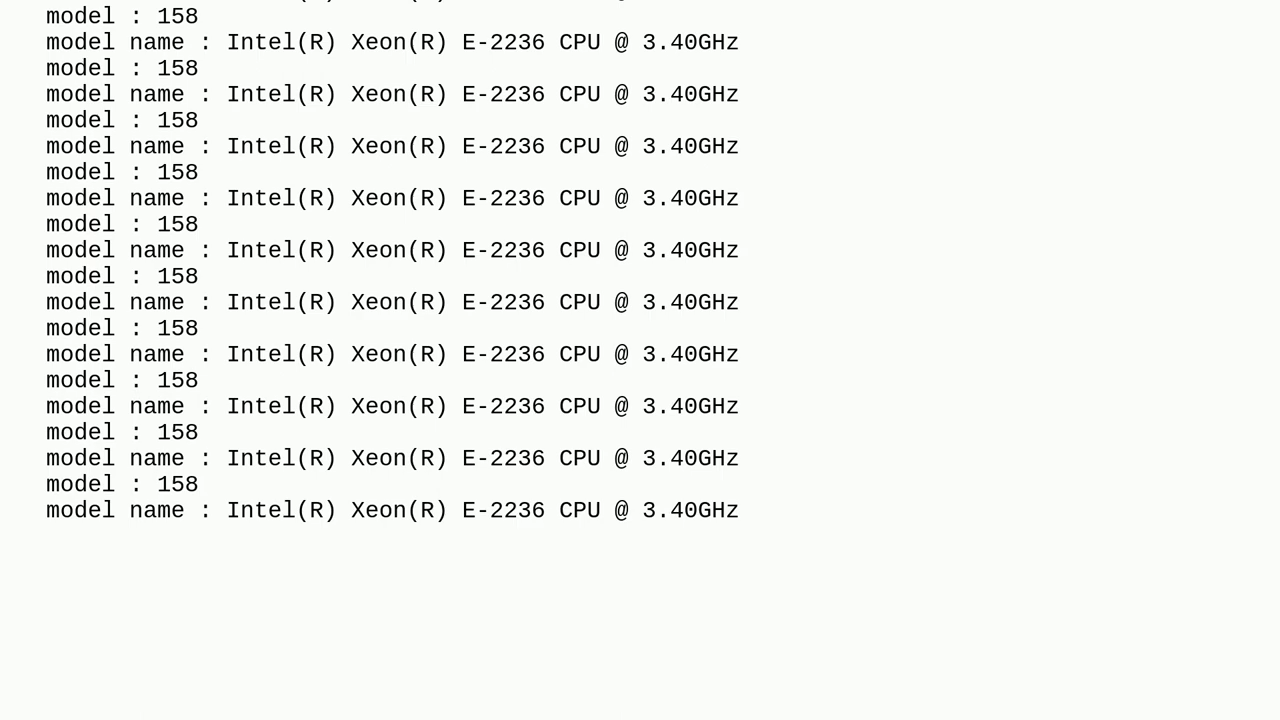 model : 158
model name : Intel(R) Xeon(R) E-2236 CPU @ 3.40GHz
model : 158
model name : Intel(R) Xeon(R) E-2236 CPU @ 3.40GHz
model : 158
model name : Intel(R) Xeon(R) E-2236 CPU @ 3.40GHz
model : 158
model name : Intel(R) Xeon(R) E-2236 CPU @ 3.40GHz
model : 158
model name : Intel(R) Xeon(R) E-2236 CPU @ 3.40GHz
model : 158
model name : Intel(R) Xeon(R) E-2236 CPU @ 3.40GHz
model : 158
model name : Intel(R) Xeon(R) E-2236 CPU @ 3.40GHz
model : 158
model name : Intel(R) Xeon(R) E-2236 CPU @ 3.40GHz
model : 158
model name : Intel(R) Xeon(R) E-2236 CPU @ 3.40GHz
model : 158
model name : Intel(R) Xeon(R) E-2236 CPU @ 3.40GHz